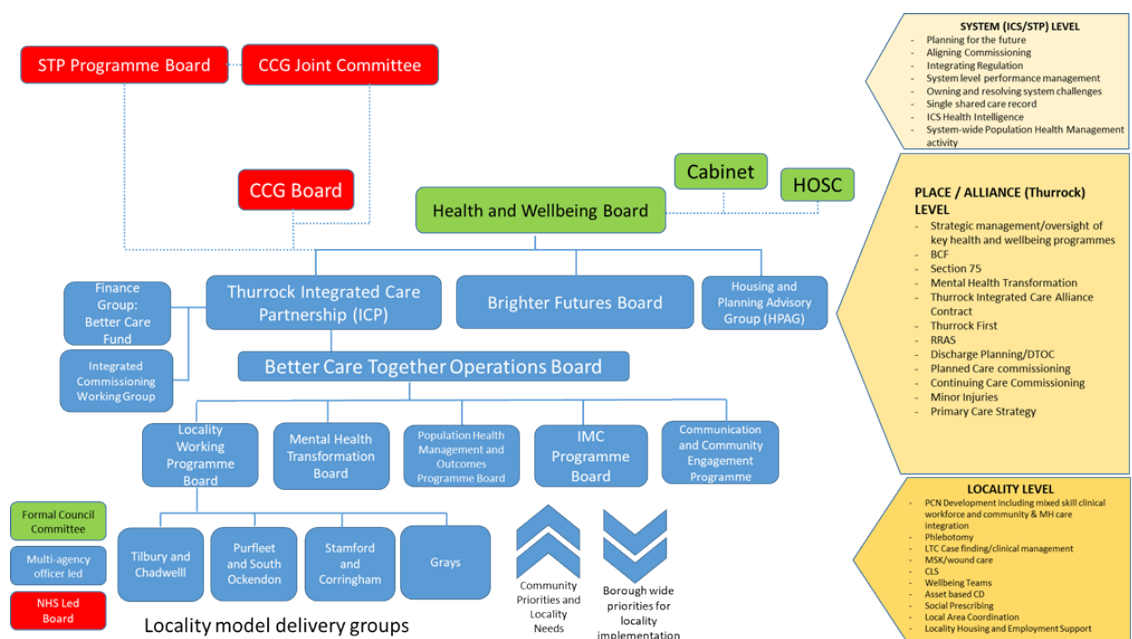 STP Programme Board
CCG Joint Committee
CCG Board
Health and Wellbeing Board
Cabinet
HOSC
Finance
Group:
Better Care
Fund
Thurrock Integrated Care
Partnership (ICP)
Brighter Futures Board
Housing and
Planning Advisory
Group (HPAG)
Integrated
Commissioning
Working Group
Better Care Together Operations Board
Locality
Working
Programme
Board
Mental Health
Transformation
Board
Population Health
Management and
Outcomes
Programme Board
IMC
Programme
Board
Communication
and Community
Engagement
Programme
Formal Council
Committee
Multi-agency
officer led
NHS Led
Board
Tilbury and
Chadwelll
Purfleet
and South
Ockendon
Stamford
and
Corringham
Grays
Locality model delivery groups
Community
Priorities and
Locality
Needs
Borough wide
priorities for
locality
implementation
SYSTEM (ICS/STP) LEVEL
- Planning for the future
- Aligning Commissioning
- Integrating Regulation
- System level performance management
- Owning and resolving system challenges
- Single shared care record
- ICS Health Intelligence
- System-wide Population Health Management
activity
PLACE / ALLIANCE (Thurrock)
LEVEL
- Strategic management/oversight of
key health and wellbeing programmes
- BCF
- Section 75
- Mental Health Transformation
- Thurrock Integrated Care Alliance
Contract
- Thurrock First
- RRAS
- Discharge Planning/DTOC
- Planned Care commissioning
- Continuing Care Commissioning
- Minor Injuries
- Primary Care Strategy
LOCALITY LEVEL
- PCN Development including mixed skill clinical
workforce and community & MH care
integration
- Phlebotomy
- LTC Case finding/clinical management
- MSK/wound care
- CLS
- Wellbeing Teams
- Asset based CD
- Social Prescribing
- Local Area Coordination
- Locality Housing and Employment Support